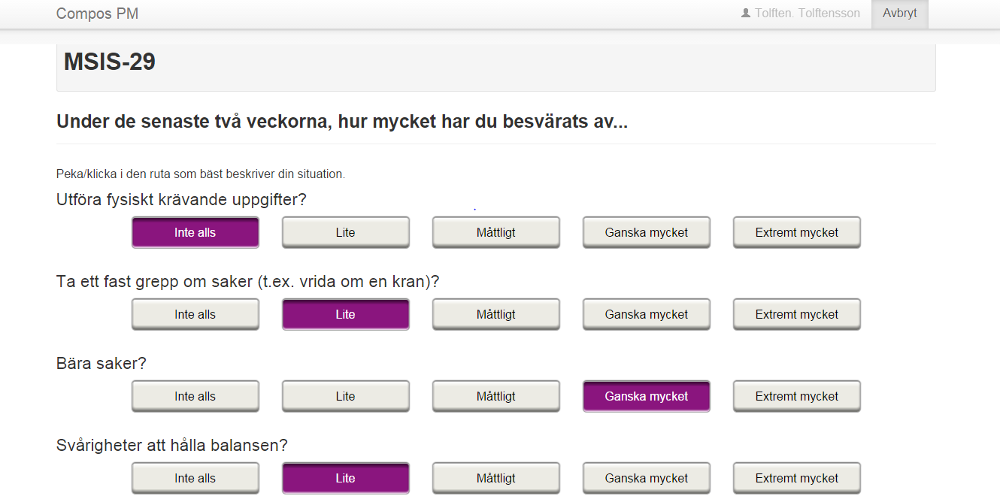 Compos PM Tolften. Tolftensson Avbryt
MSIS-29
Under de senaste två veckorna, hur mycket har du besvärats av...
Peka/klicka i den ruta som bäst beskriver din situation.
Utföra fysiskt krävande uppgifter?
Inte alls Lite Måttligt Ganska mycket Extremt mycket
Ta ett fast grepp om saker (t.ex. vrida om en kran)?
Inte alls Lite Måttligt Ganska mycket Extremt mycket
Bära saker?
Inte alls Lite Måttligt Ganska mycket Extremt mycket
Svårigheter att hålla balansen?
Inte alls Lite Måttligt Ganska mycket Extremt mycket